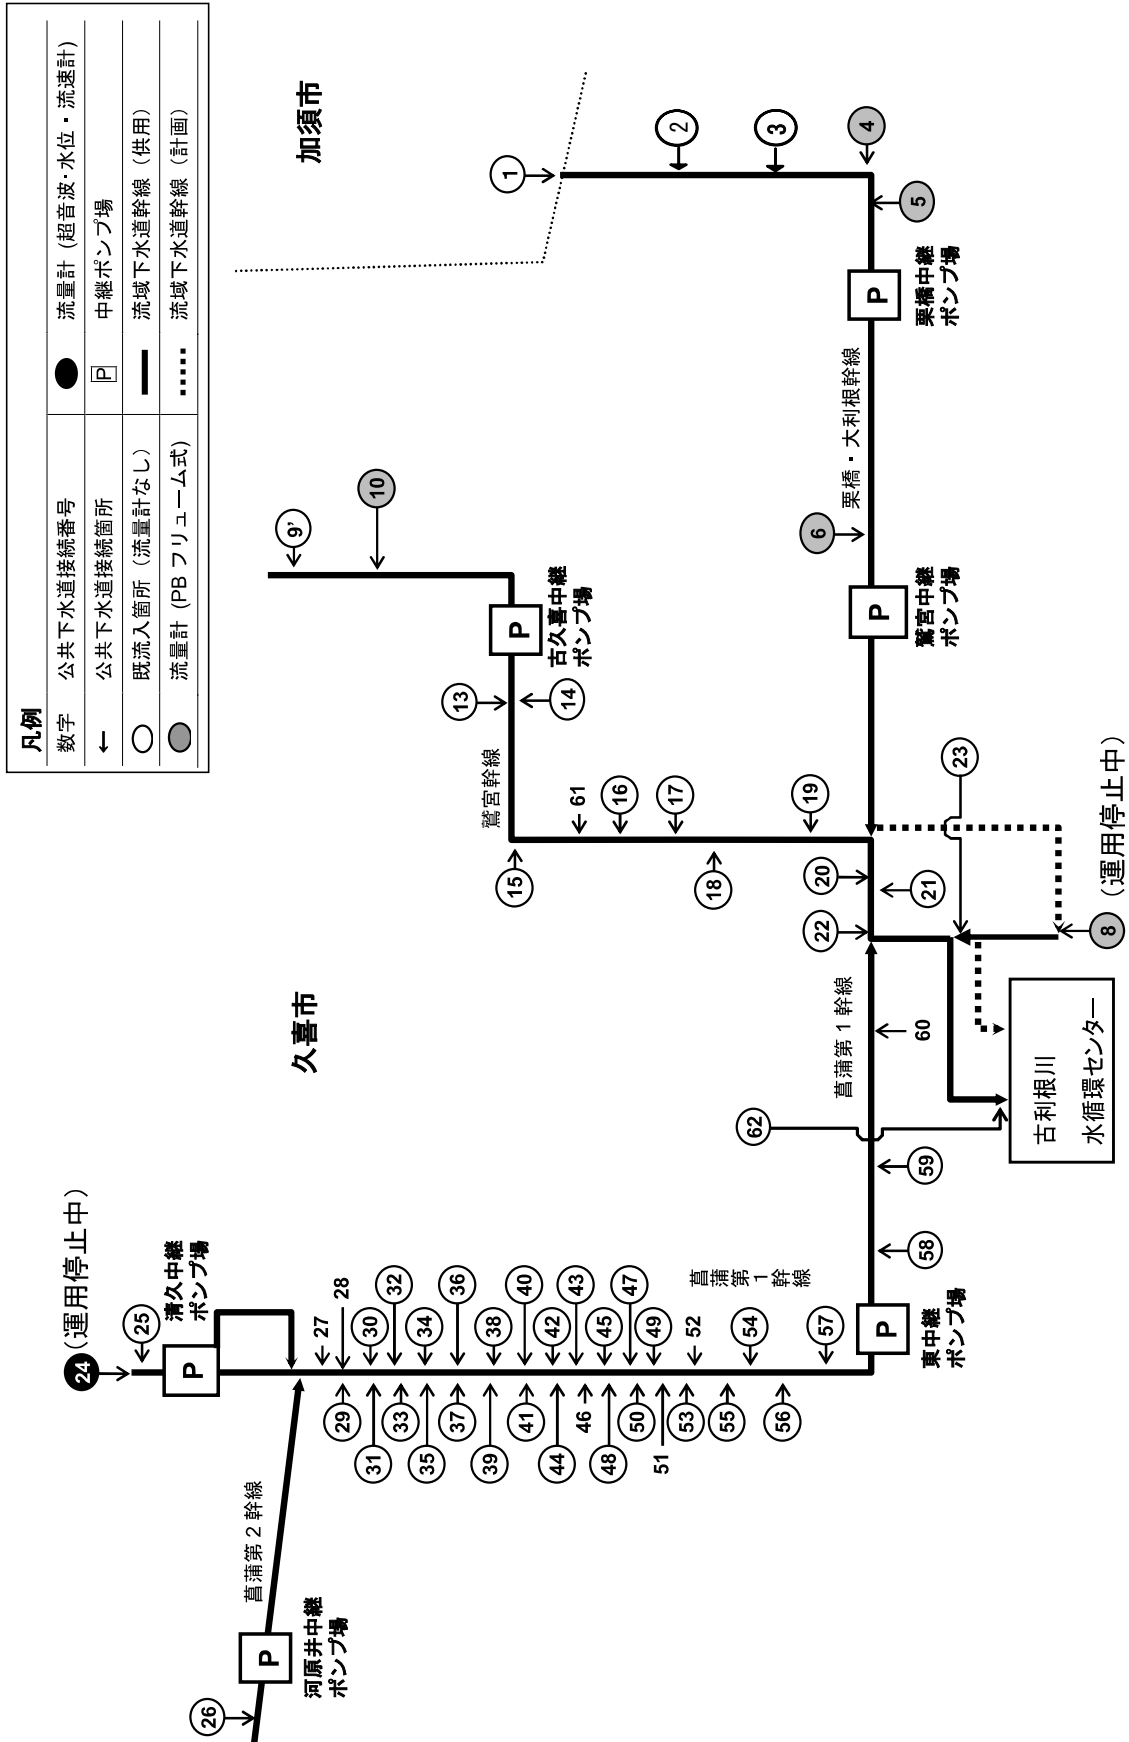 凡例
数字 公共下水道接続番号 流量計(超音波・水位・流速計)
← 公共下水道接続箇所 P 中継ポンプ場
既流入箇所(流量計なし) 流域下水道幹線(供用)
流量計(PBフリューム式) 流域下水道幹線(計画)
加須市
1
2
3
4
5
P
栗橋中継
ポンプ場
栗橋・大利根幹線
6
P
鷲宮中継
ポンプ場
9'
10
P
古久喜中継
ポンプ場
13
14
鷲宮幹線
15
61
16
17
18
19
20
21
22
23
8
(運用停止中)
久喜市
古利根川
水循環センター
62
菖蒲第1幹線
60
59
58
P
東中継
ポンプ場
24
(運用停止中)
25
P
清久中継
ポンプ場
26
P
河原井中継
ポンプ場
菖蒲第2幹線
27
28
29
30
31
32
33
34
35
36
37
38
39
40
41
42
43
44
45
46
47
48
49
50
51
52
53
54
55
56
57
菖蒲第1幹線